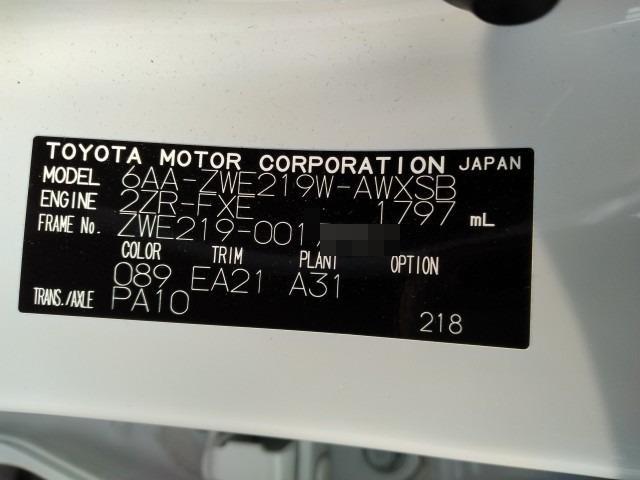 TOYOTA MOTOR CORPORATION JAPAN
MODEL 6AA-ZWE219W-AWXSB
ENGINE 2ZR-FXE 1797 mL
FRAME No. ZWE219-001
COLOR TRIM PLANT OPTION
089 EA21 A31
TRANS./AXLE PA10
218